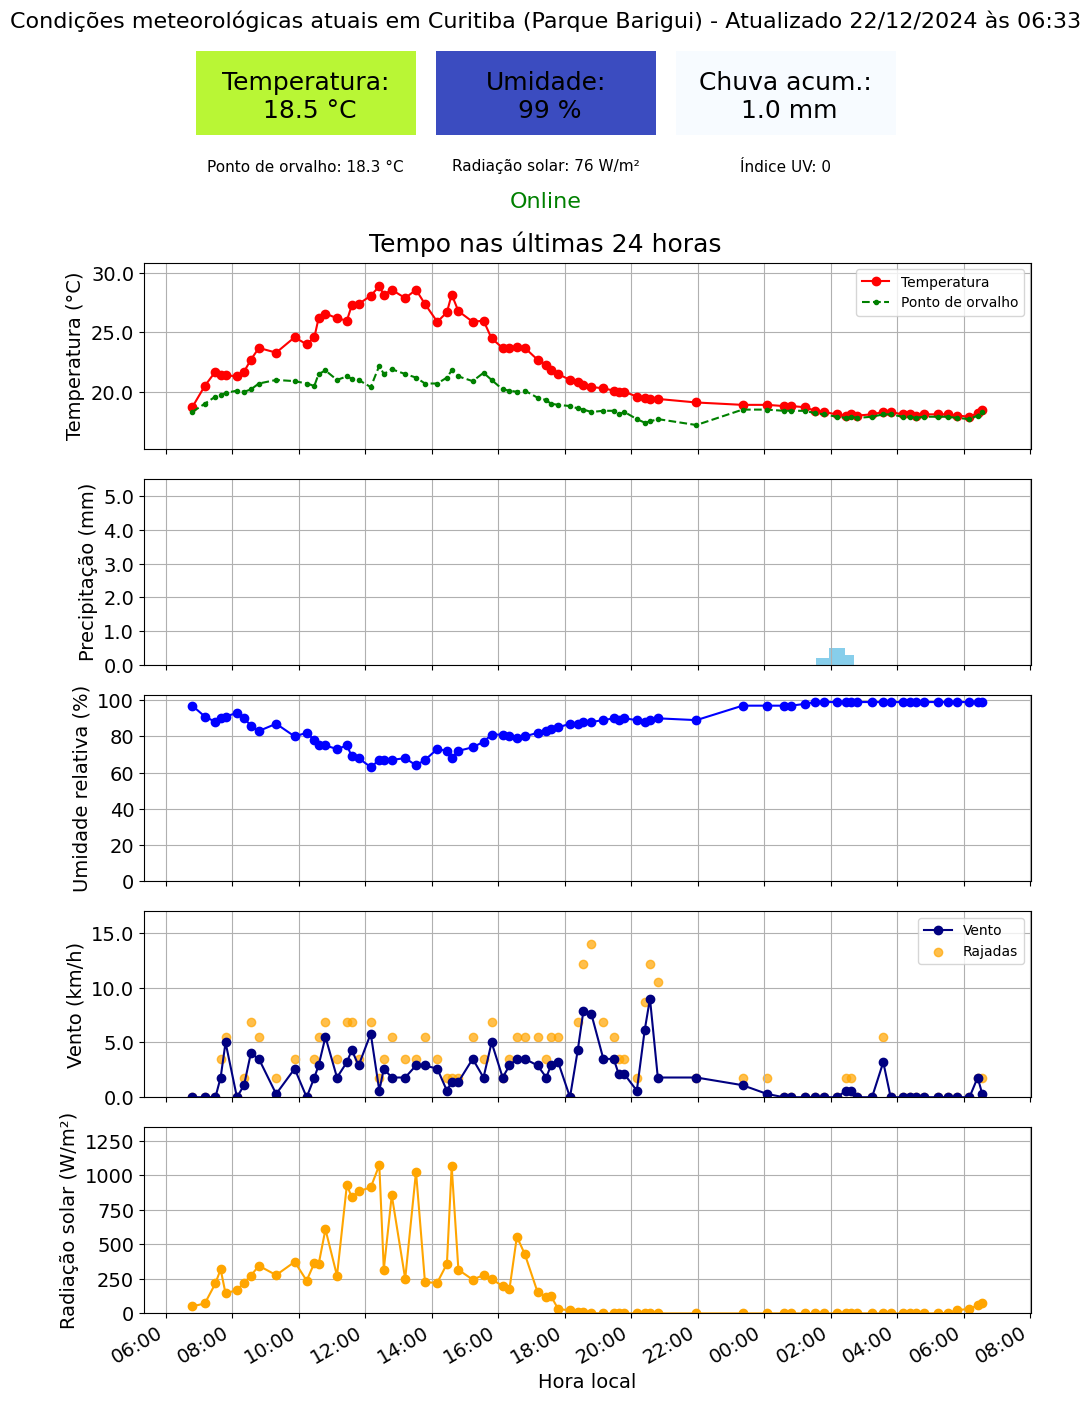 Condições meteorológicas atuais em Curitiba (Parque Barigui) - Atualizado 22/12/2024 às 06:33
Temperatura:
18.5 °C
Umidade:
99 %
Chuva acum.:
1.0 mm
Ponto de orvalho: 18.3 °C
Radiação solar: 76 W/m²
Índice UV: 0
Online
Tempo nas últimas 24 horas
Temperatura (°C)
30.0
25.0
20.0
Temperatura
Ponto de orvalho
Precipitação (mm)
5.0
4.0
3.0
2.0
1.0
0.0
Umidade relativa (%)
100
80
60
40
20
0
Vento (km/h)
15.0
10.0
5.0
0.0
Vento
Rajadas
Radiação solar (W/m²)
1250
1000
750
500
250
0
06:00
08:00
10:00
12:00
14:00
16:00
18:00
20:00
22:00
00:00
02:00
04:00
06:00
08:00
Hora local